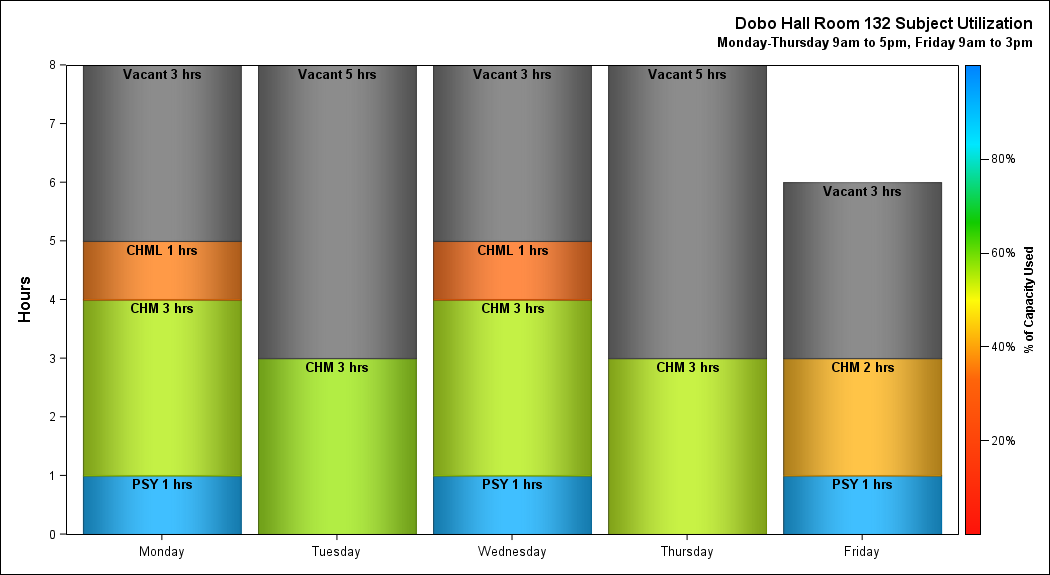 Dobo Hall Room 132 Subject Utilization
Monday-Thursday 9am to 5pm, Friday 9am to 3pm
8
7
6
5
4
3
2
1
0
Hours
Vacant 3 hrs
CHML 1 hrs
CHM 3 hrs
PSY 1 hrs
Vacant 5 hrs
CHM 3 hrs
Vacant 3 hrs
CHML 1 hrs
CHM 3 hrs
PSY 1 hrs
Vacant 5 hrs
CHM 3 hrs
Vacant 3 hrs
CHM 2 hrs
PSY 1 hrs
Monday
Tuesday
Wednesday
Thursday
Friday
80%
60%
40%
20%
% of Capacity Used